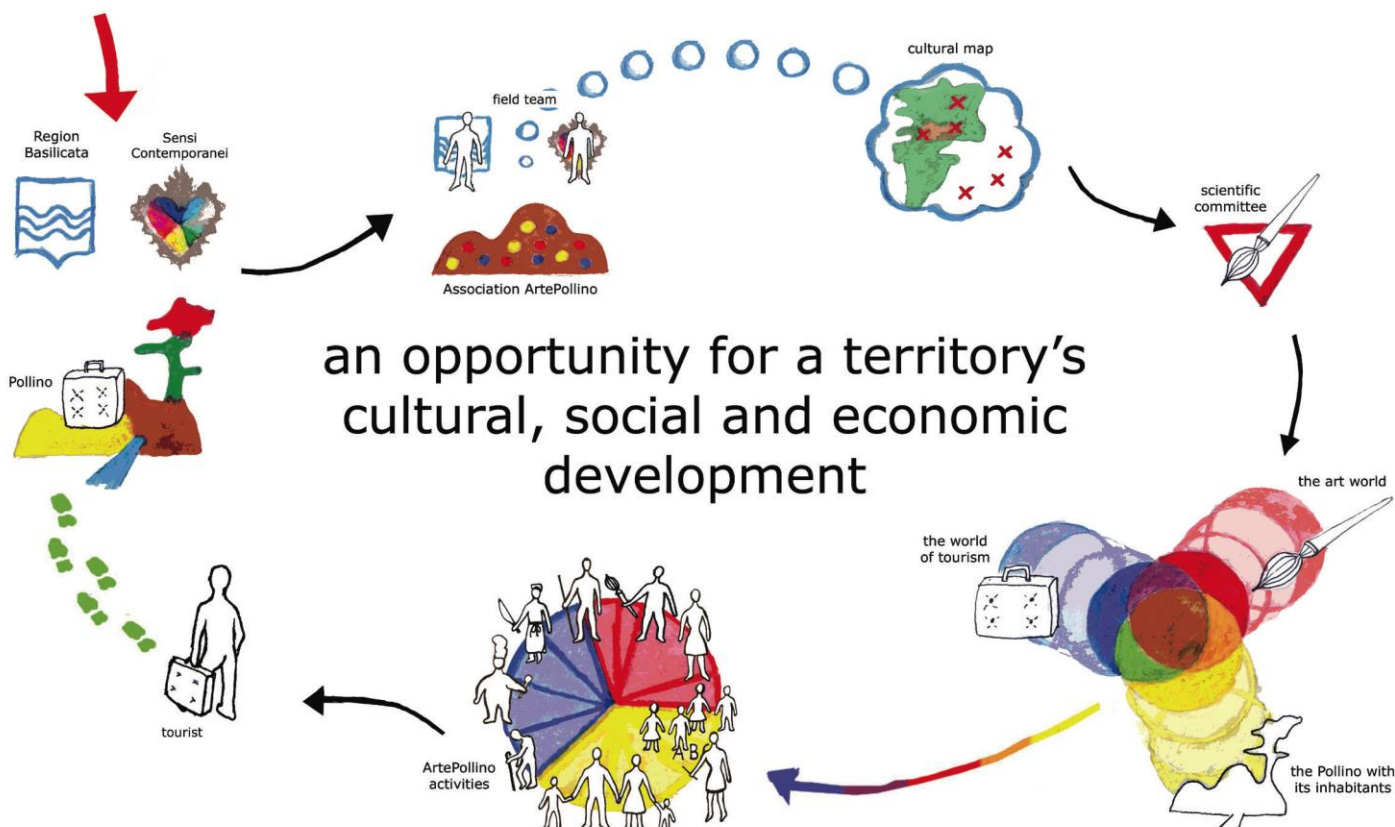 Region
Basilicata
Sensi
Contemporanei
field team
cultural map
scientific
committee
Association ArtePollino
Pollino
an opportunity for a territory's
cultural, social and economic
development
the art world
the world
of tourism
A B
tourist
ArtePollino
activities
the Pollino with
its inhabitants